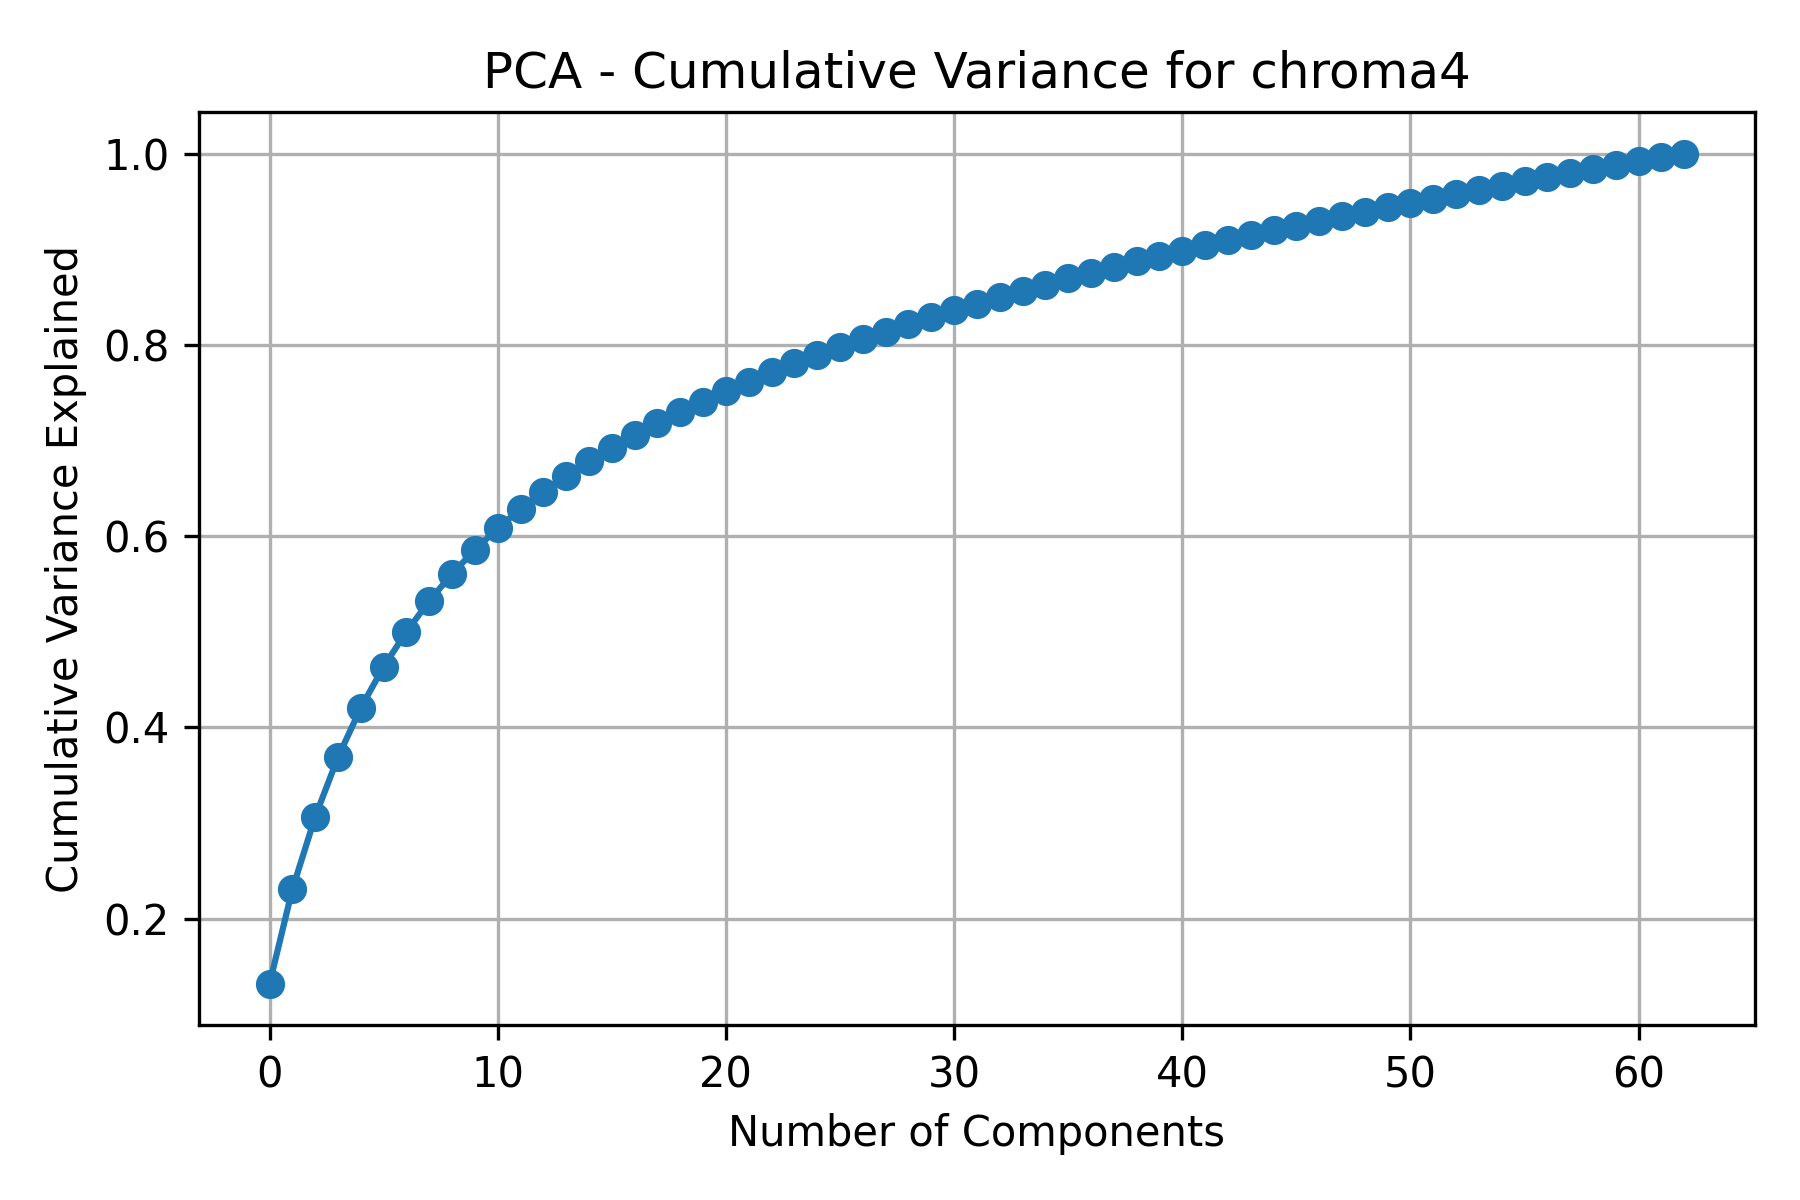 PCA - Cumulative Variance for chroma4
Cumulative Variance Explained
1.0
0.8
0.6
0.4
0.2
0 10 20 30 40 50 60
Number of Components